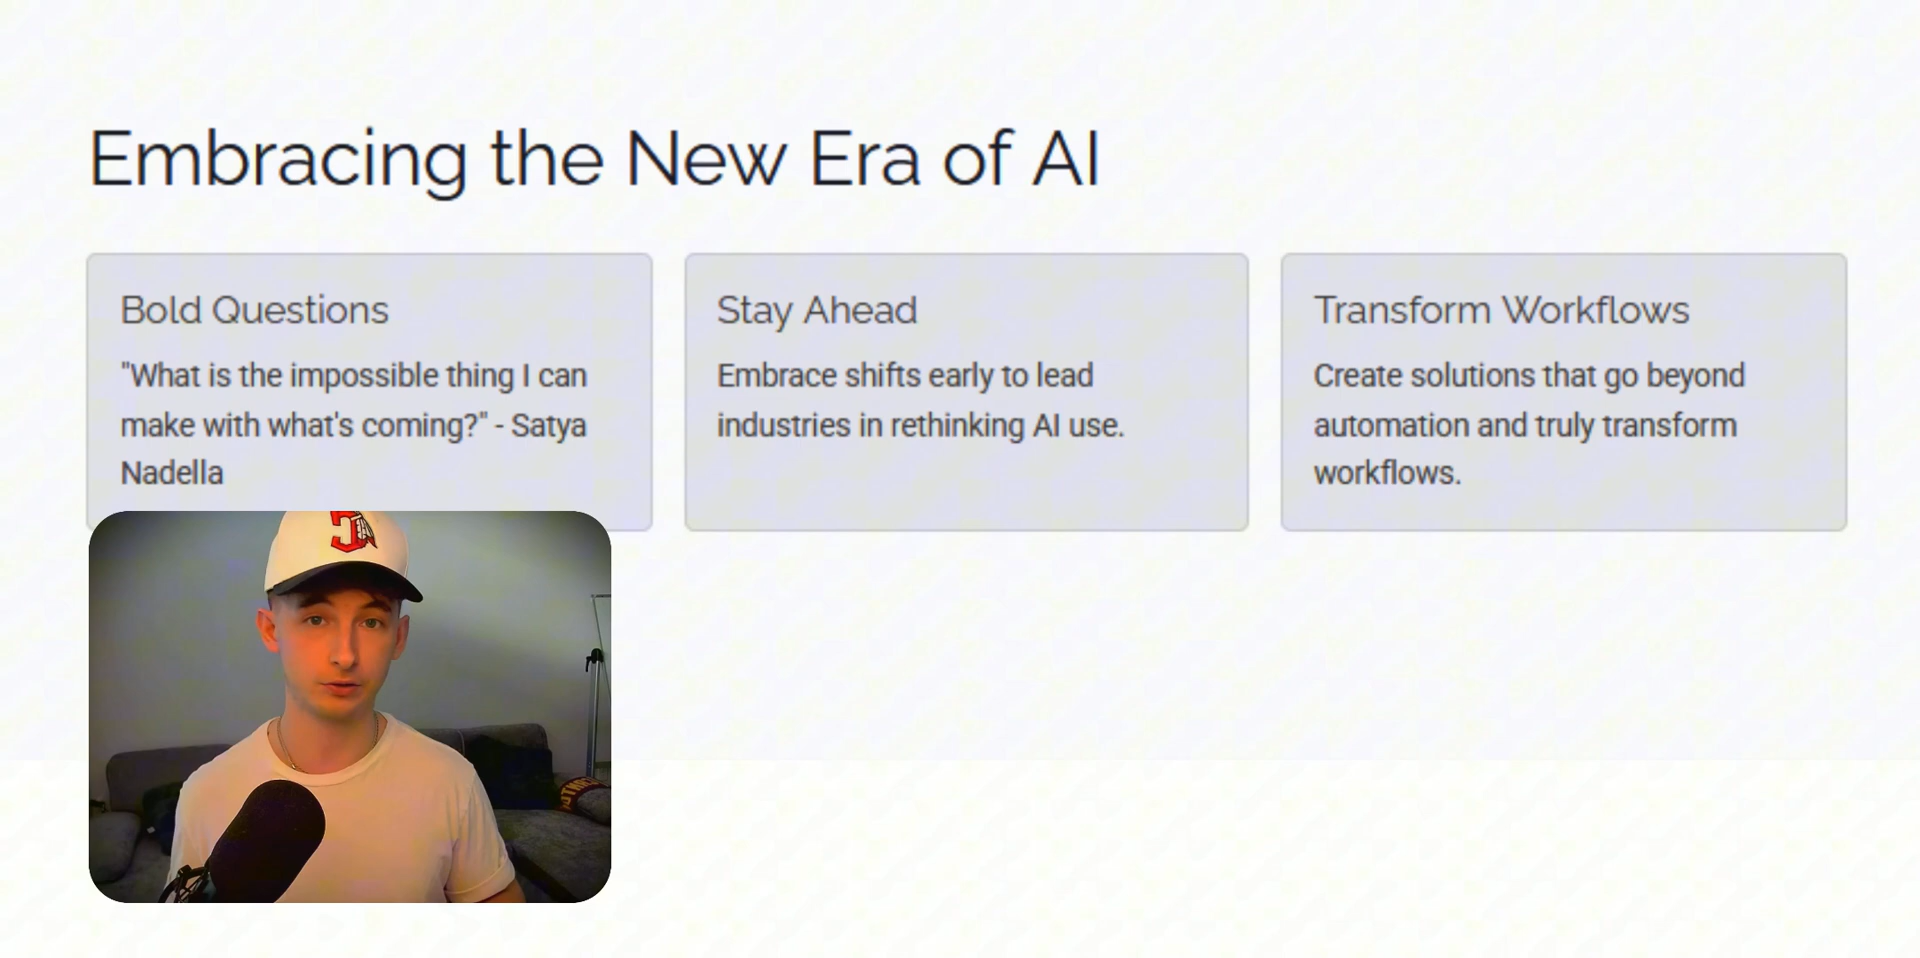 Embracing the New Era of AI
Bold Questions
"What is the impossible thing I can
make with what's coming?" - Satya
Nadella
Stay Ahead
Embrace shifts early to lead
industries in rethinking AI use.
Transform Workflows
Create solutions that go beyond
automation and truly transform
workflows.